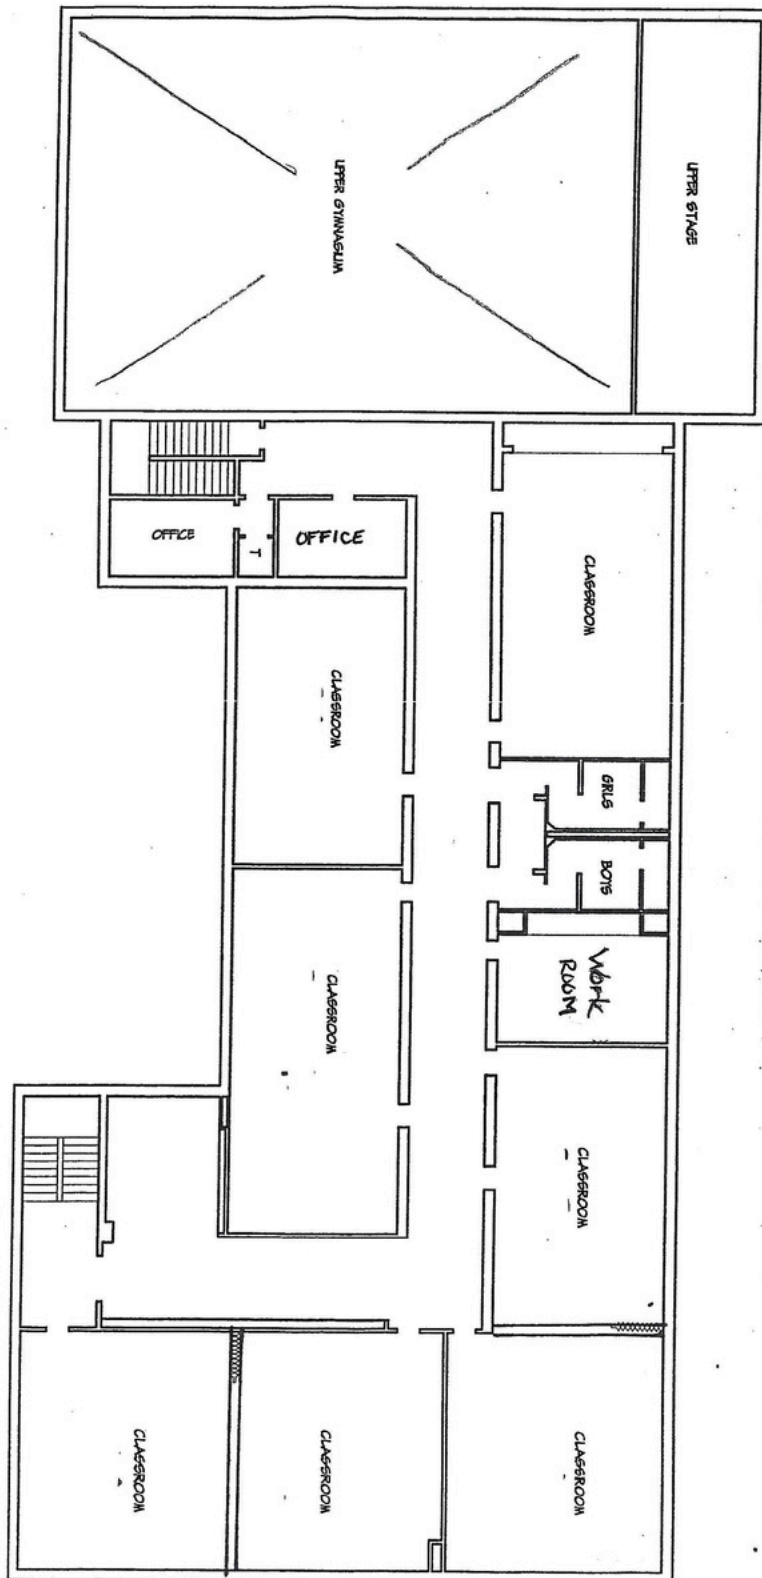 UPPER GYMNASIUM
UPPER STAGE
OFFICE
T
OFFICE
CLASSROOM
CLASSROOM
GIRLS
BOYS
WORK
ROOM
CLASSROOM
CLASSROOM
CLASSROOM
CLASSROOM
CLASSROOM